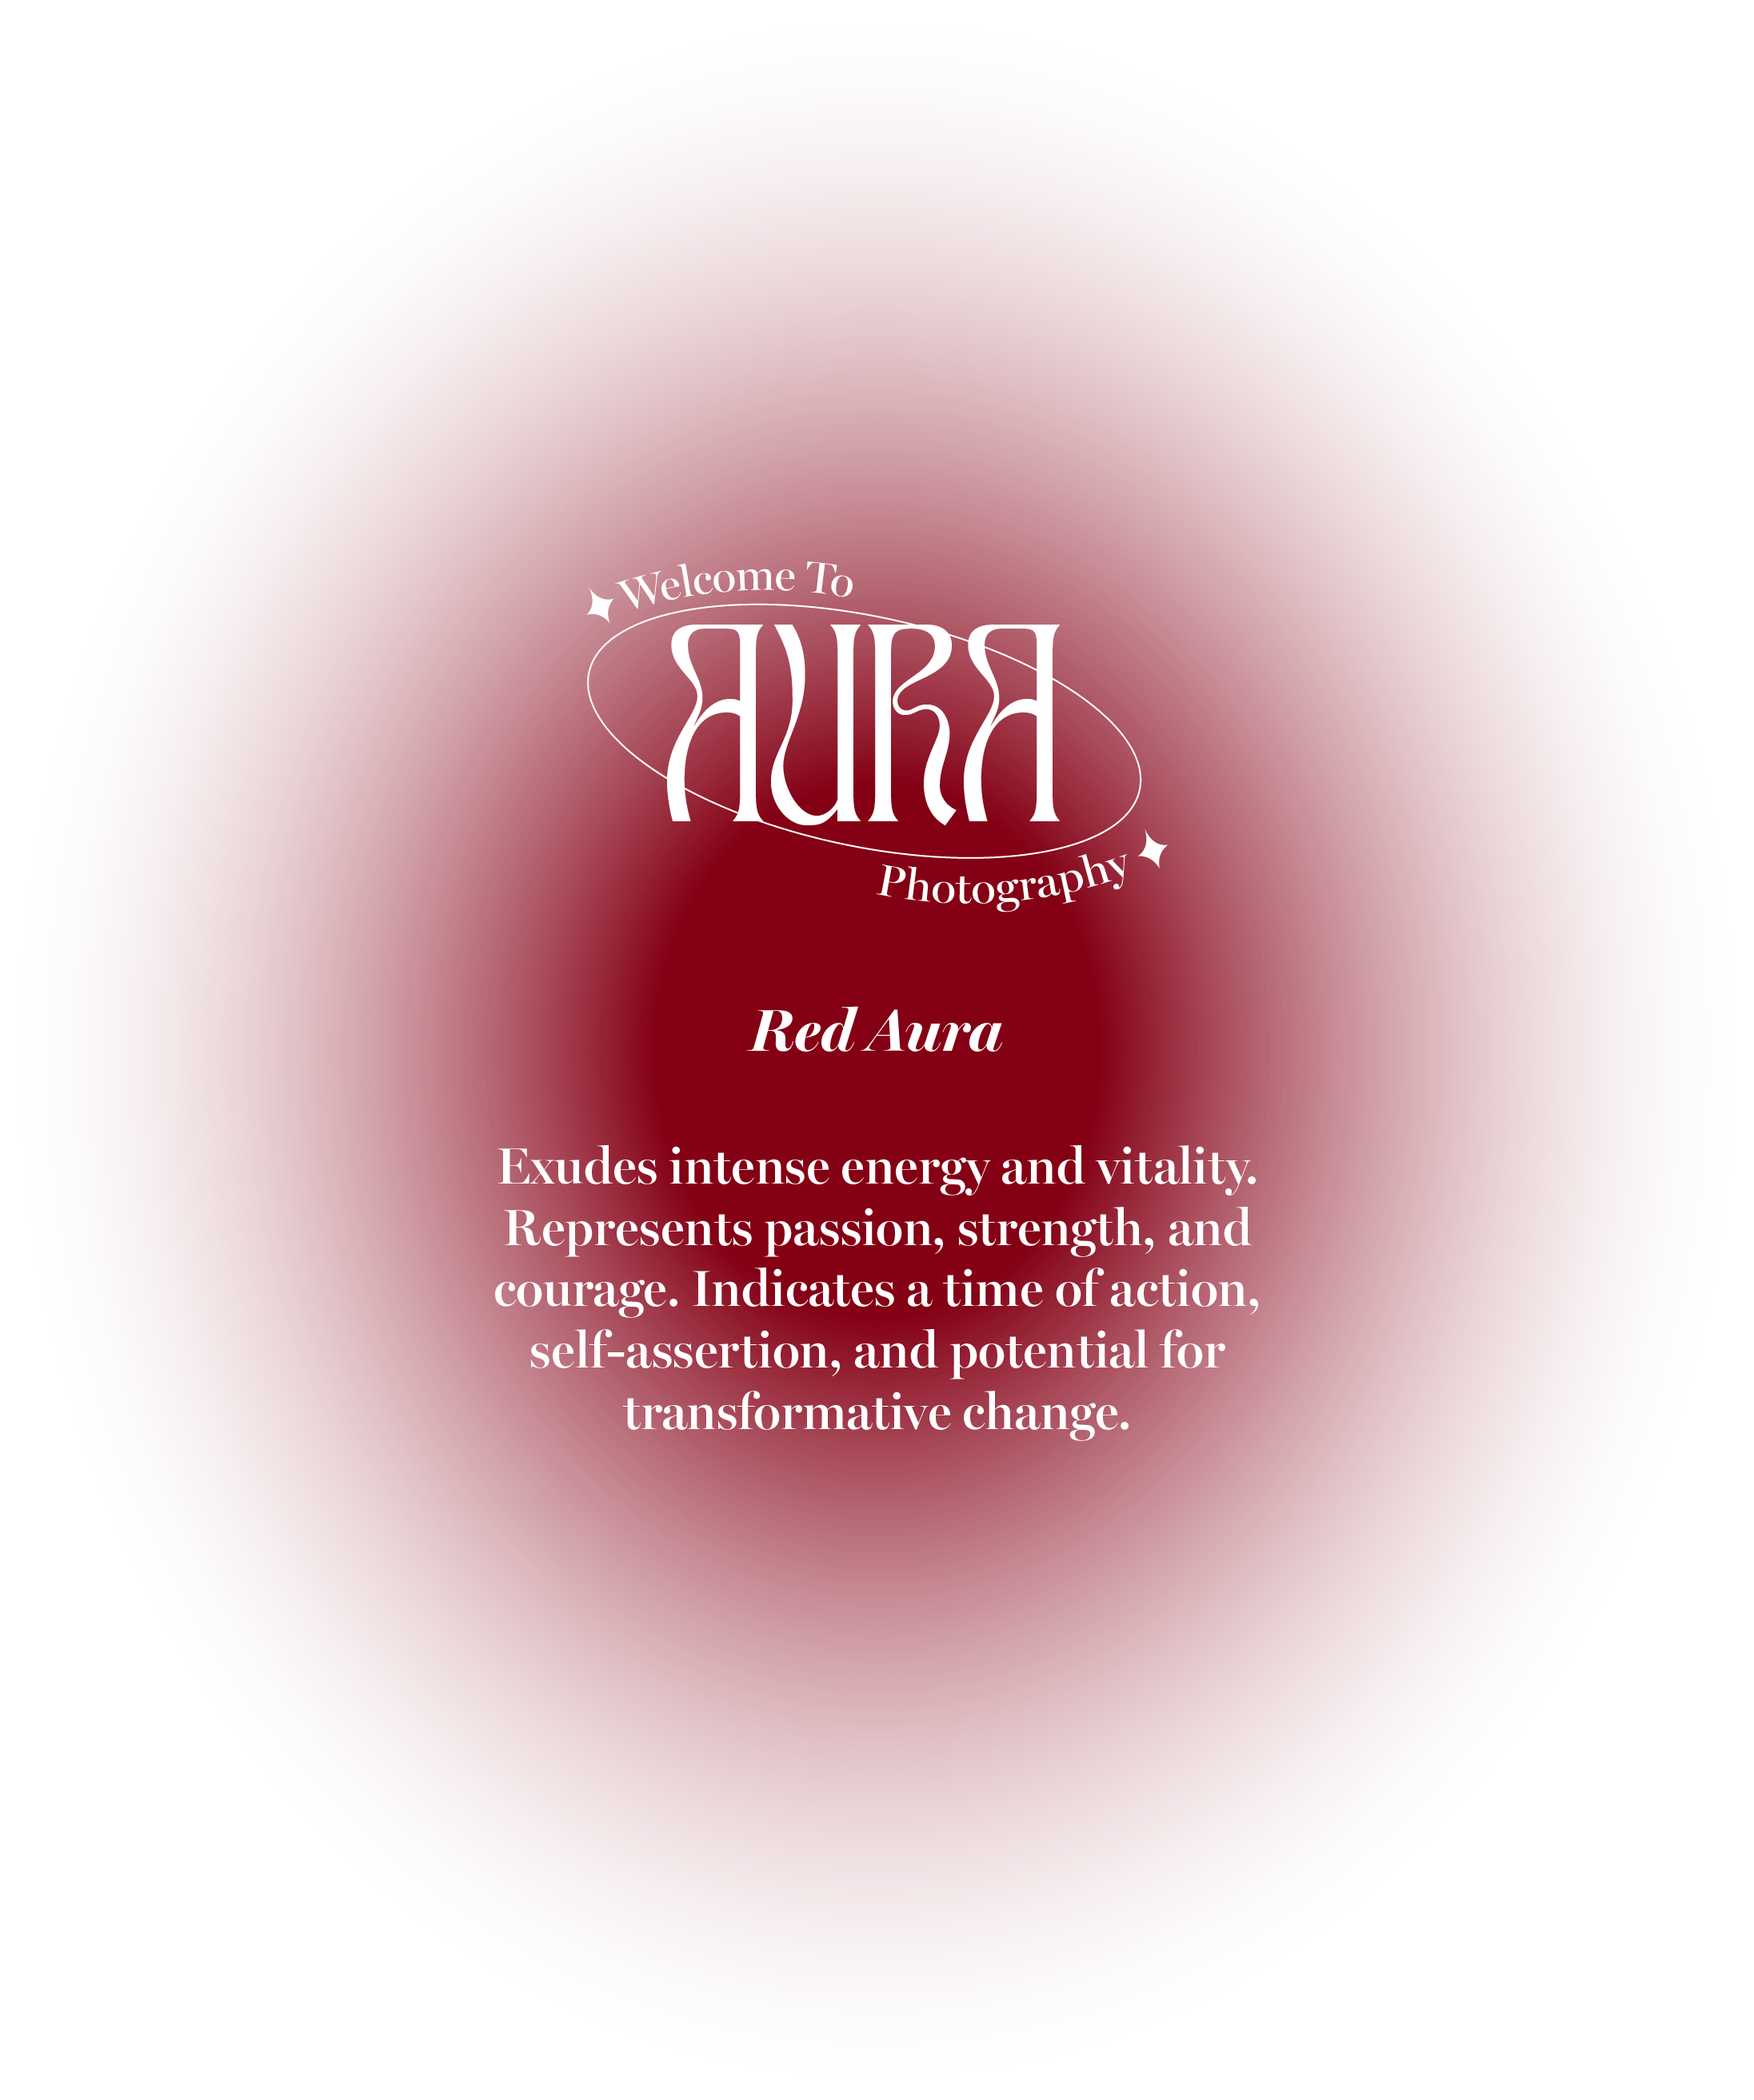 Welcome To
AURA
Photography
Red Aura
Exudes intense energy and vitality.
Represents passion, strength, and
courage. Indicates a time of action,
self-assertion, and potential for
transformative change.